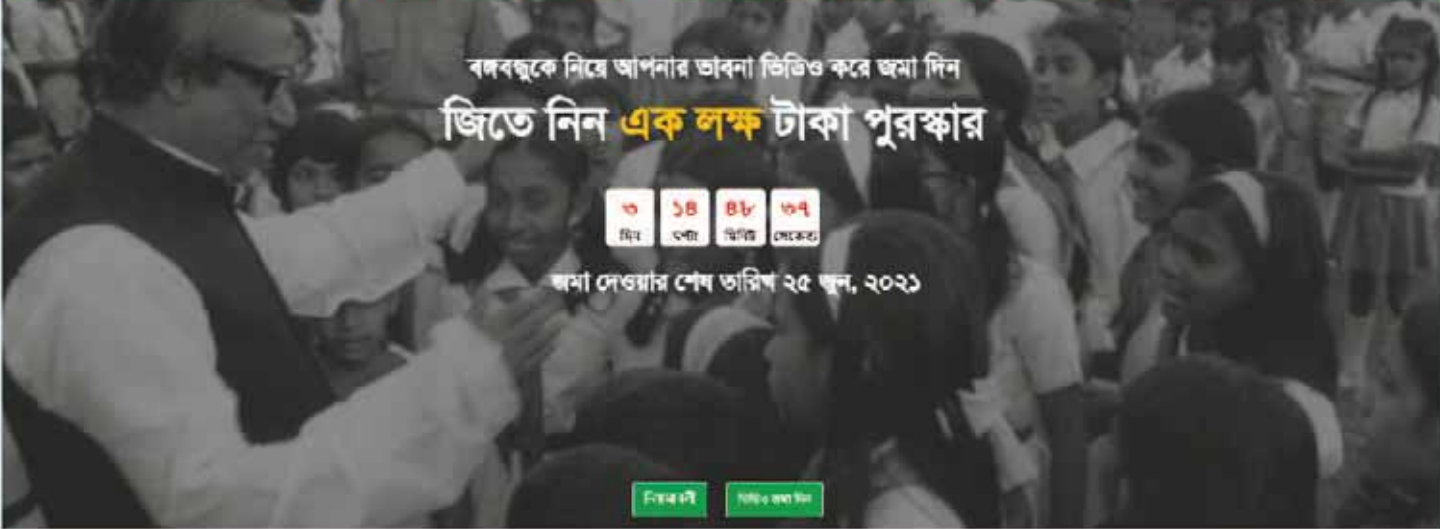 বঙ্গবন্ধুকে নিয়ে আপনার ভাবনা ভিডিও করে জমা দিন
জিতে নিন এক লক্ষ টাকা পুরস্কার
৩ ১৪ ৪৮ ৩৭
দিন ঘণ্টা মিনিট সেকেন্ড
জমা দেওয়ার শেষ তারিখ ২৫ জুন, ২০২১
নিয়মাবলী ভিডিও জমা দিন